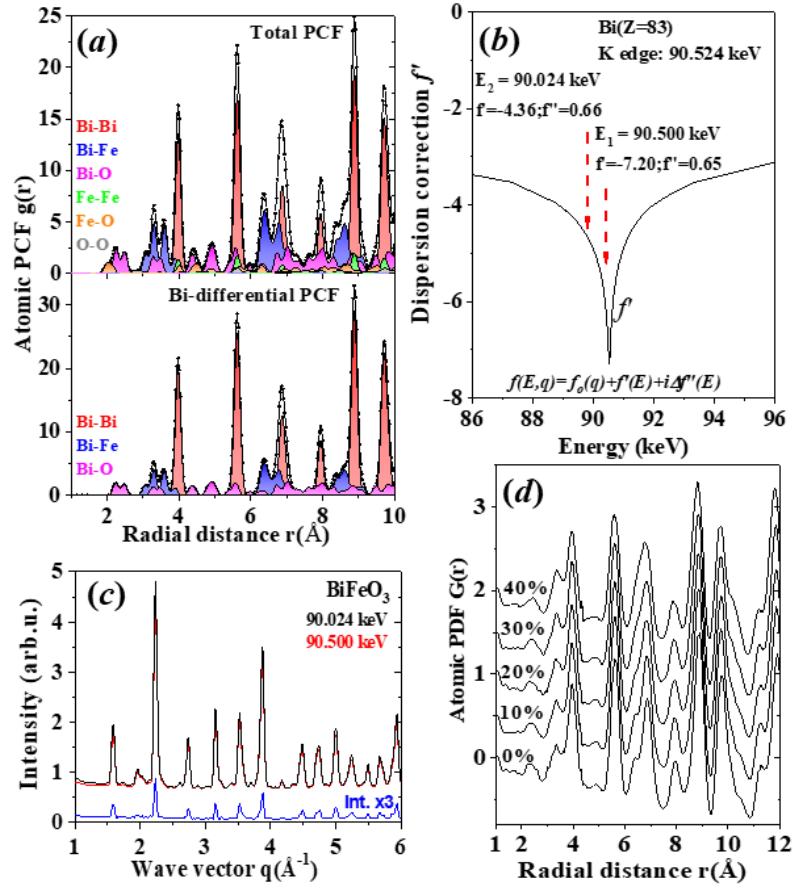 (a)
Total PCF
25
20
15
10
5
0
Bi-Bi
Bi-Fe
Bi-O
Fe-Fe
Fe-O
O-O
Atomic PCF g(r)
Bi-differential PCF
30
20
10
0
Bi-Bi
Bi-Fe
Bi-O
2 4 6 8 10
Radial distance r(Å)
(b)
Bi(Z=83)
K edge: 90.524 keV
E2 = 90.024 keV
f'=-4.36;f"=0.66
E1 = 90.500 keV
f'=-7.20;f"=0.65
0
-2
-4
-6
-8
Dispersion correction f'
f'
f(E,q)=fo(q)+f'(E)+iΔf"(E)
86 88 90 92 94 96
Energy (keV)
(c)
BiFeO3
90.024 keV
90.500 keV
5
4
3
2
1
0
Intensity (arb.u.)
Int. x3
1 2 3 4 5 6
Wave vector q(Å-1)
(d)
3
2
1
0
Atomic PDF G(r)
40%
30%
20%
10%
0%
1 2 4 6 8 10 12
Radial distance r(Å)